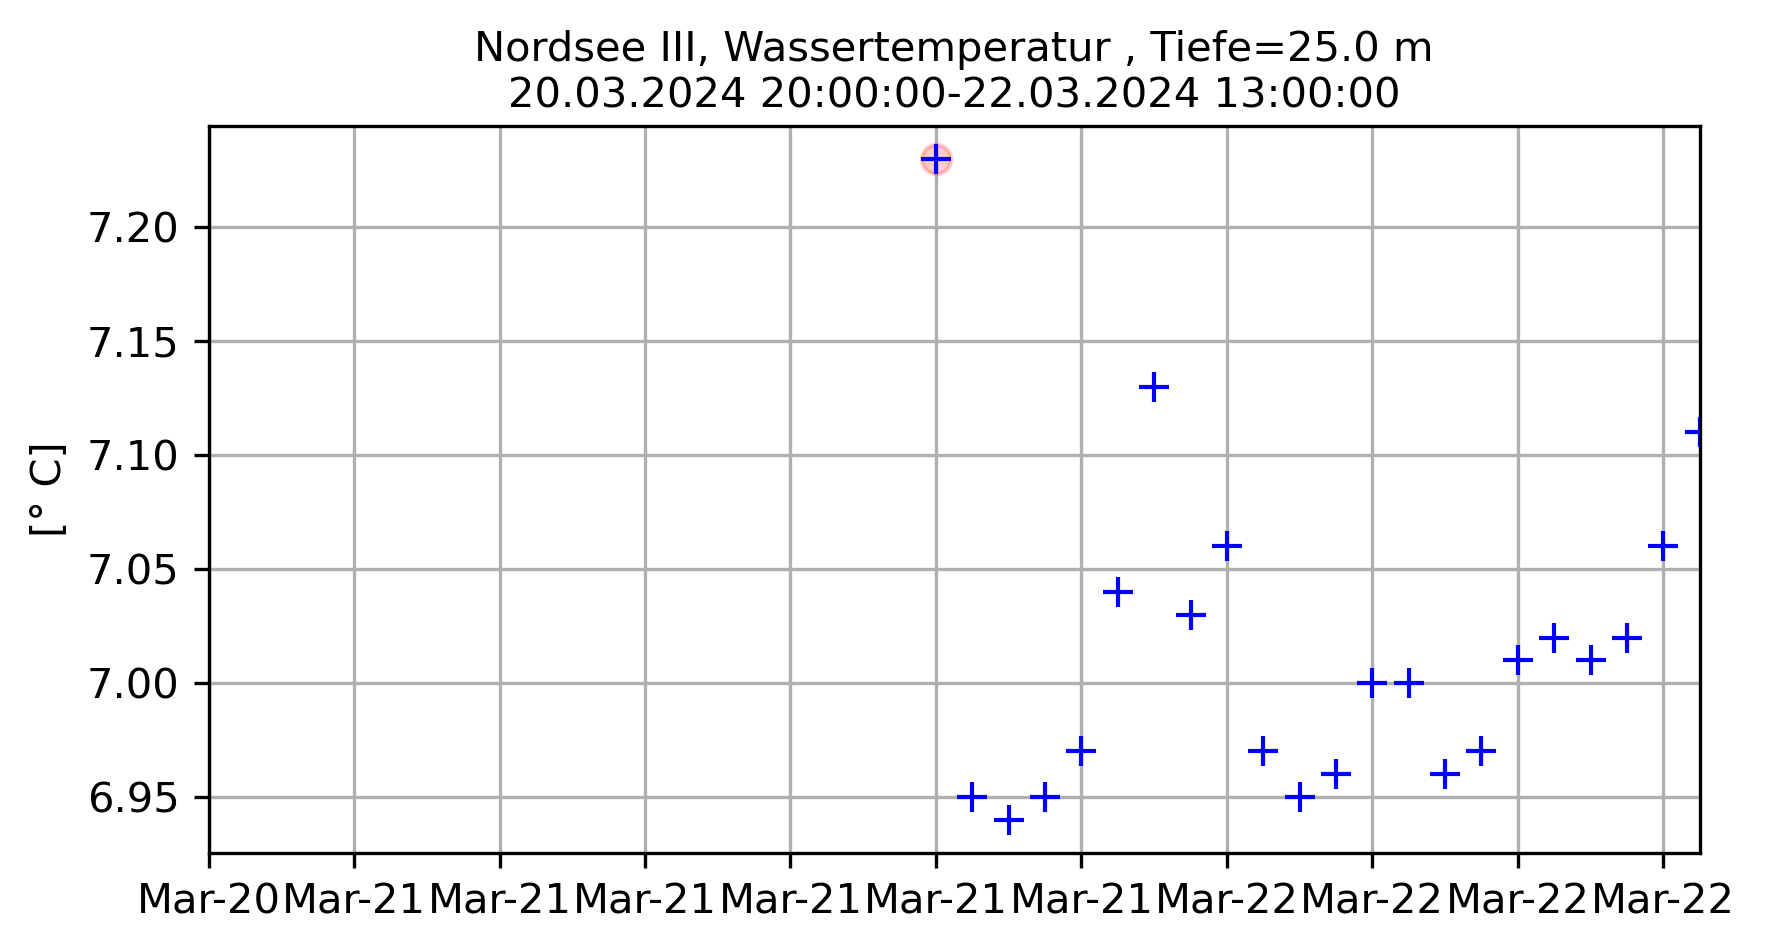 Nordsee III, Wassertemperatur , Tiefe=25.0 m
20.03.2024 20:00:00-22.03.2024 13:00:00
7.20
7.15
7.10
7.05
7.00
6.95
[° C]
Mar-20 Mar-21 Mar-21 Mar-21 Mar-21 Mar-21 Mar-21 Mar-22 Mar-22 Mar-22 Mar-22